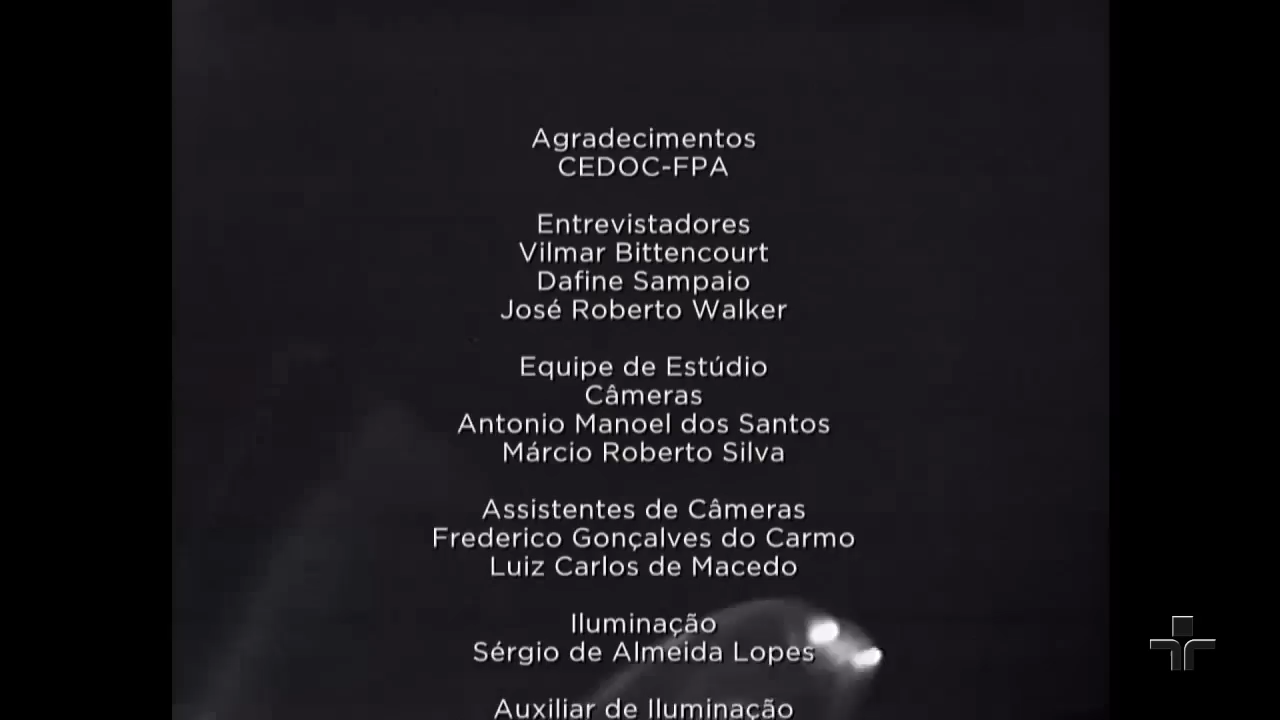 Agradecimentos
CEDOC-FPA
Entrevistadores
Vilmar Bittencourt
Dafine Sampaio
José Roberto Walker
Equipe de Estúdio
Câmeras
Antonio Manoel dos Santos
Márcio Roberto Silva
Assistentes de Câmeras
Frederico Gonçalves do Carmo
Luiz Carlos de Macedo
Iluminação
Sérgio de Almeida Lopes
Auxiliar de Iluminação